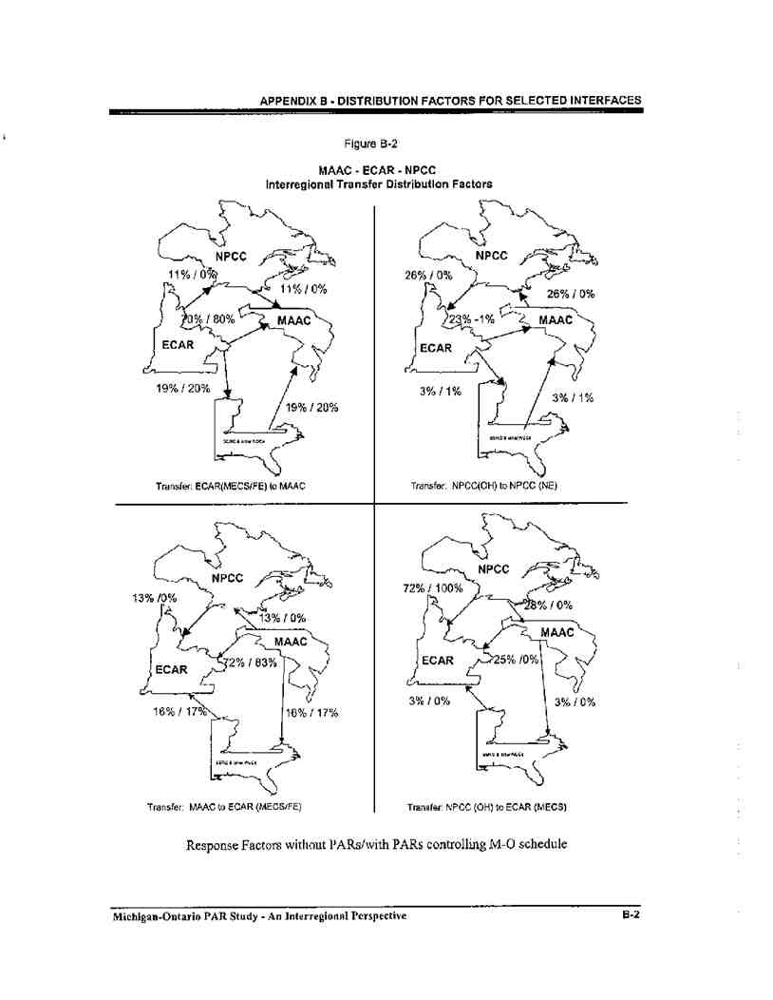 APPENDIX B - DISTRIBUTION FACTORS FOR SELECTED INTERFACES
Figure B-2
MAAC - ECAR - NPCC
Interregional Transfer Distribution Factors
NPCC
11% / 0%
11% / 0%
70% / 80%
MAAC
ECAR
19% / 20%
19% / 20%
Transfer: ECAR(MECS/FE) to MAAC
NPCC
26% / 0%
26% / 0%
23% -1%
MAAC
ECAR
3% / 1%
3% / 1%
Transfer: NPCC(OH) to NPCC (NE)
NPCC
13% /0%
13% / 0%
MAAC
72% / 83%
ECAR
16% / 17%
16% / 17%
Transfer: MAAC to ECAR (MECS/FE)
NPCC
72% / 100%
28% / 0%
MAAC
ECAR
25% /0%
3% / 0%
3% / 0%
Transfer: NPCC (OH) to ECAR (MECS)
Response Factors without PARs/with PARs controlling M-O schedule
Michigan-Ontario PAR Study - An Interregional Perspective
B-2